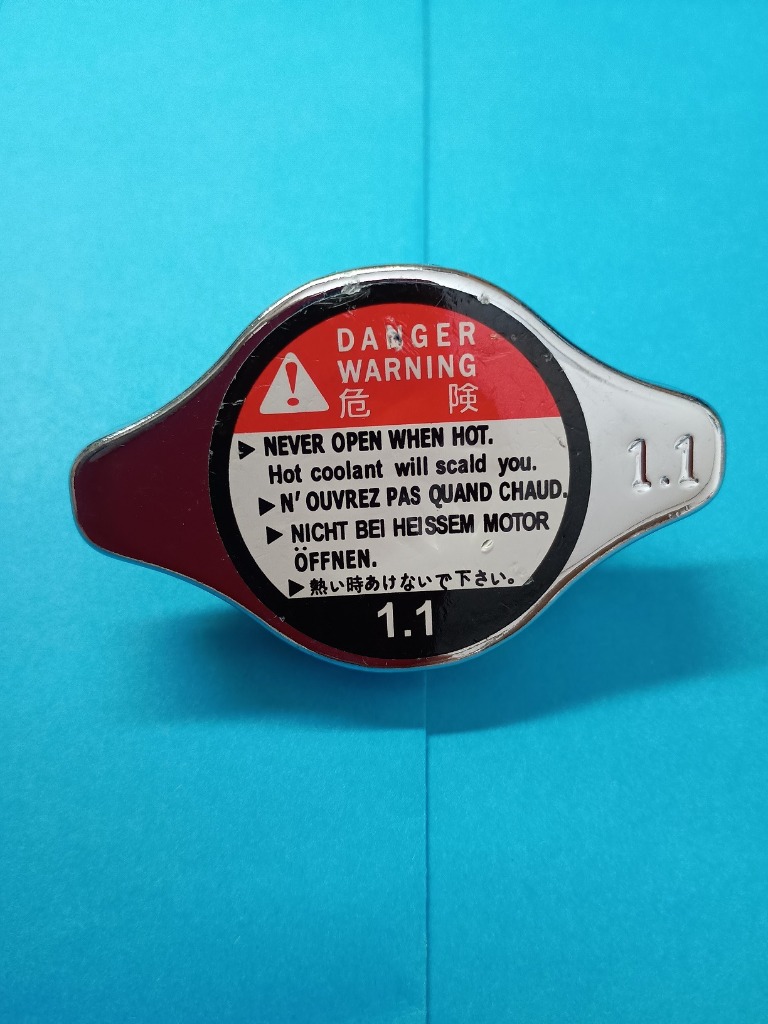 DANGER
WARNING
危 険
▶ NEVER OPEN WHEN HOT.
Hot coolant will scald you.
▶ N' OUVREZ PAS QUAND CHAUD.
▶ NICHT BEI HEISSEM MOTOR
ÖFFNEN.
▶ 熱い時あけないで下さい。
1.1
1.1